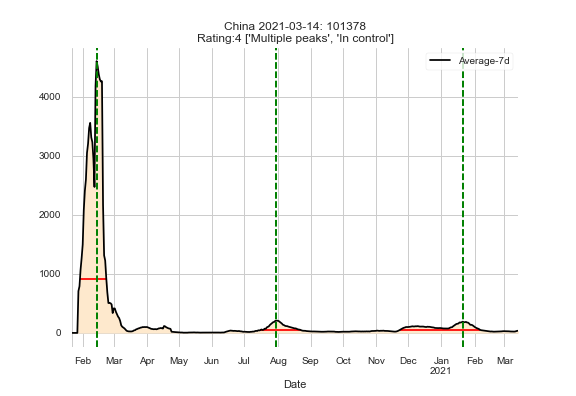 China 2021-03-14: 101378
Rating:4 ['Multiple peaks', 'In control']
Average-7d
4000
3000
2000
1000
0
Feb Mar Apr May Jun Jul Aug Sep Oct Nov Dec Jan Feb Mar
2021
Date